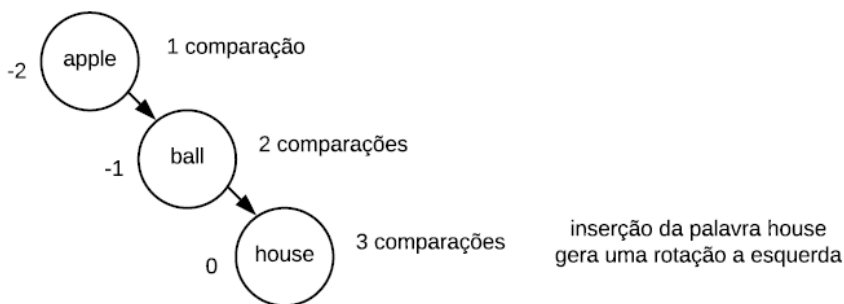 -2
apple
1 comparação
-1
ball
2 comparações
0
house
3 comparações
inserção da palavra house
gera uma rotação a esquerda